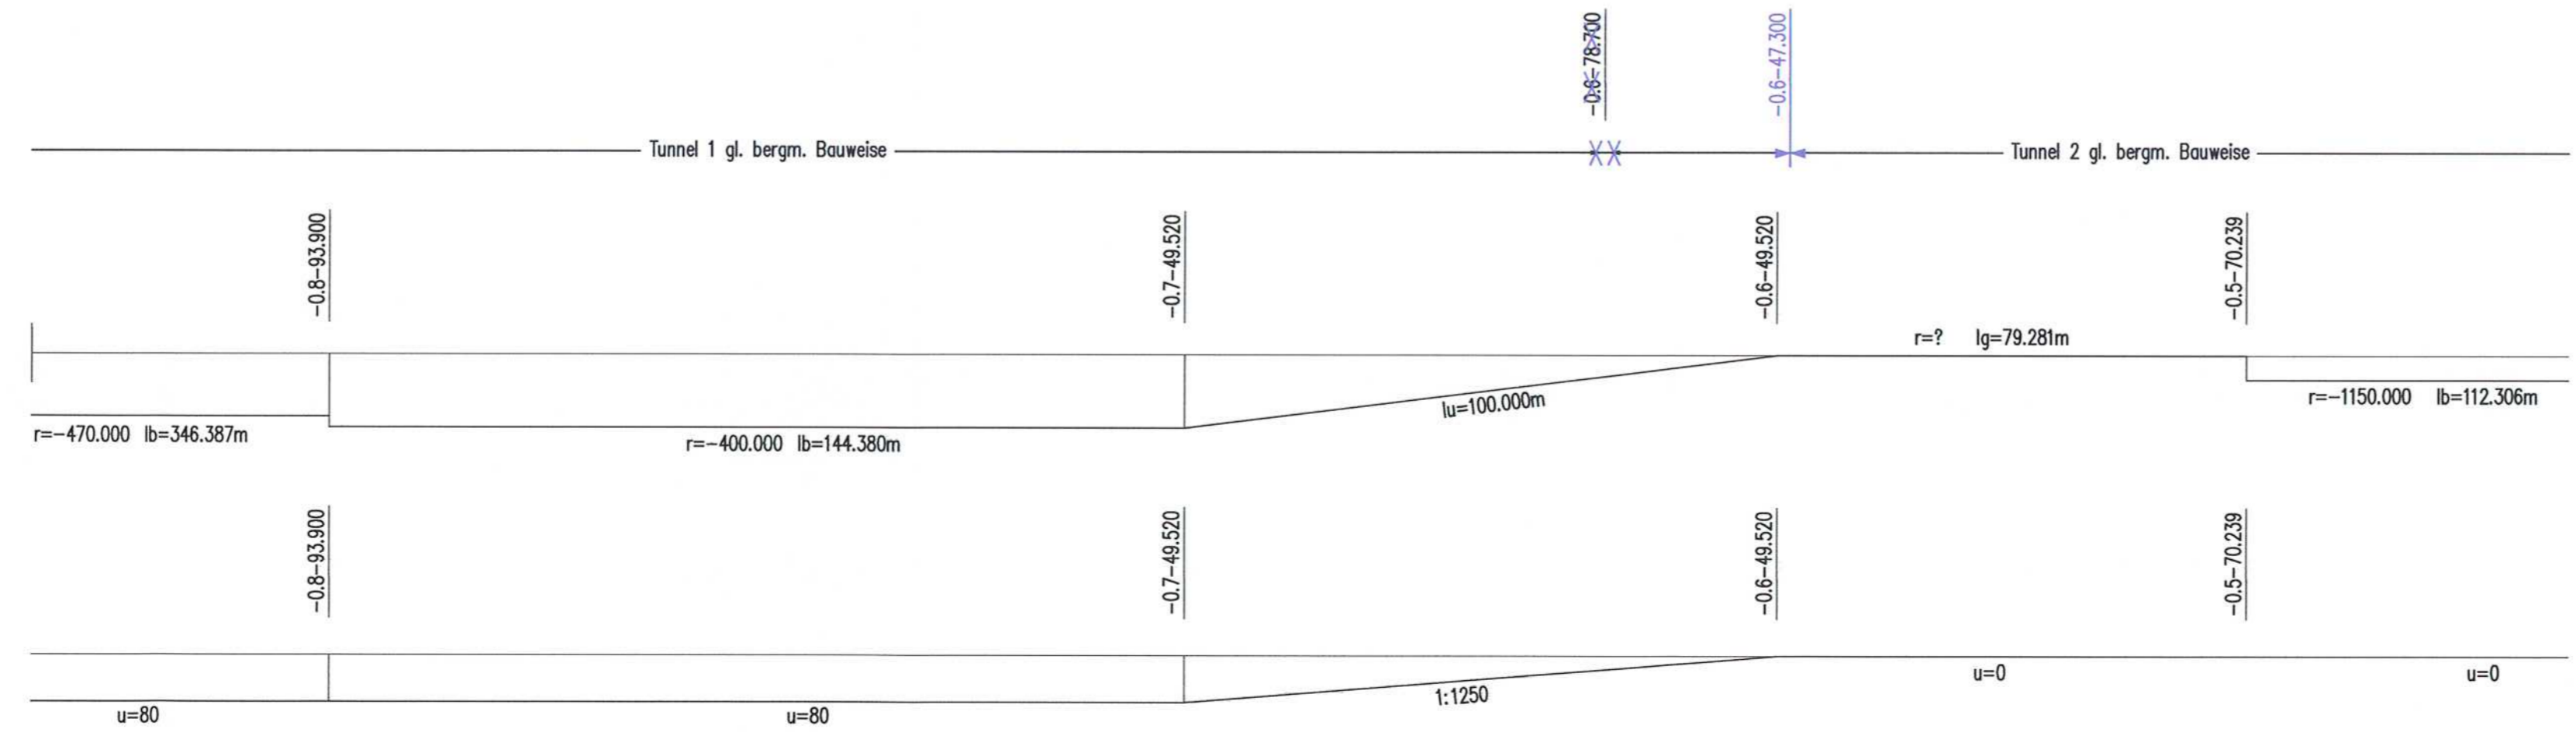 -0.6-78.700
-0.6-47.300
Tunnel 1 gl. bergm. Bauweise
Tunnel 2 gl. bergm. Bauweise
-0.8-93.900
-0.7-49.520
-0.6-49.520
-0.5-70.239
r=? lg=79.281m
r=-470.000 lb=346.387m
r=-400.000 lb=144.380m
lu=100.000m
r=-1150.000 lb=112.306m
-0.8-93.900
-0.7-49.520
-0.6-49.520
-0.5-70.239
u=80
u=80
1:1250
u=0
u=0